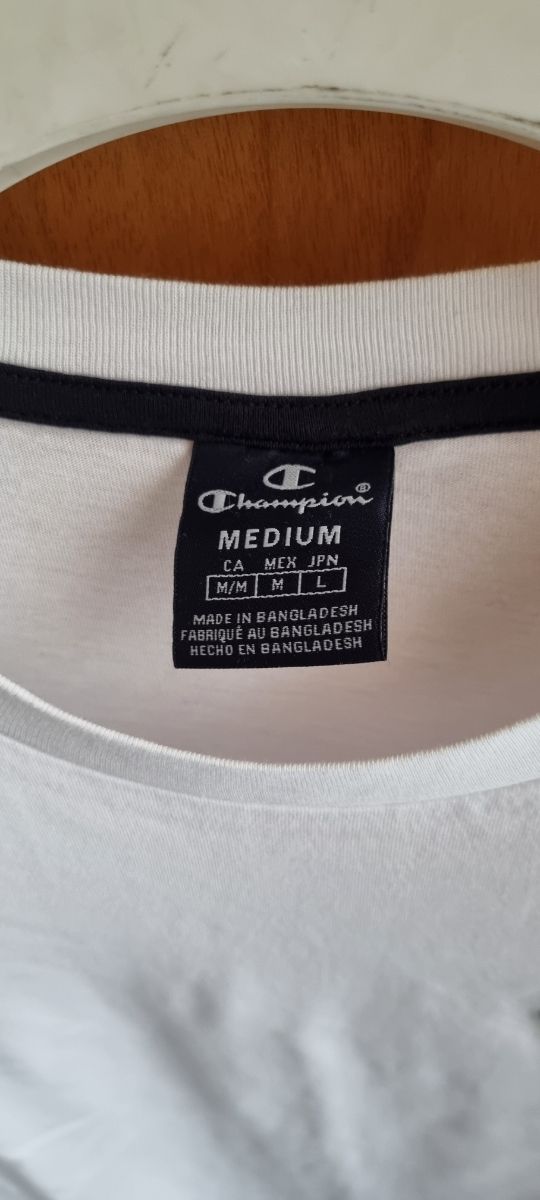 Champion®
MEDIUM
CA MEX JPN
M/M M L
MADE IN BANGLADESH
FABRIQUÉ AU BANGLADESH
HECHO EN BANGLADESH